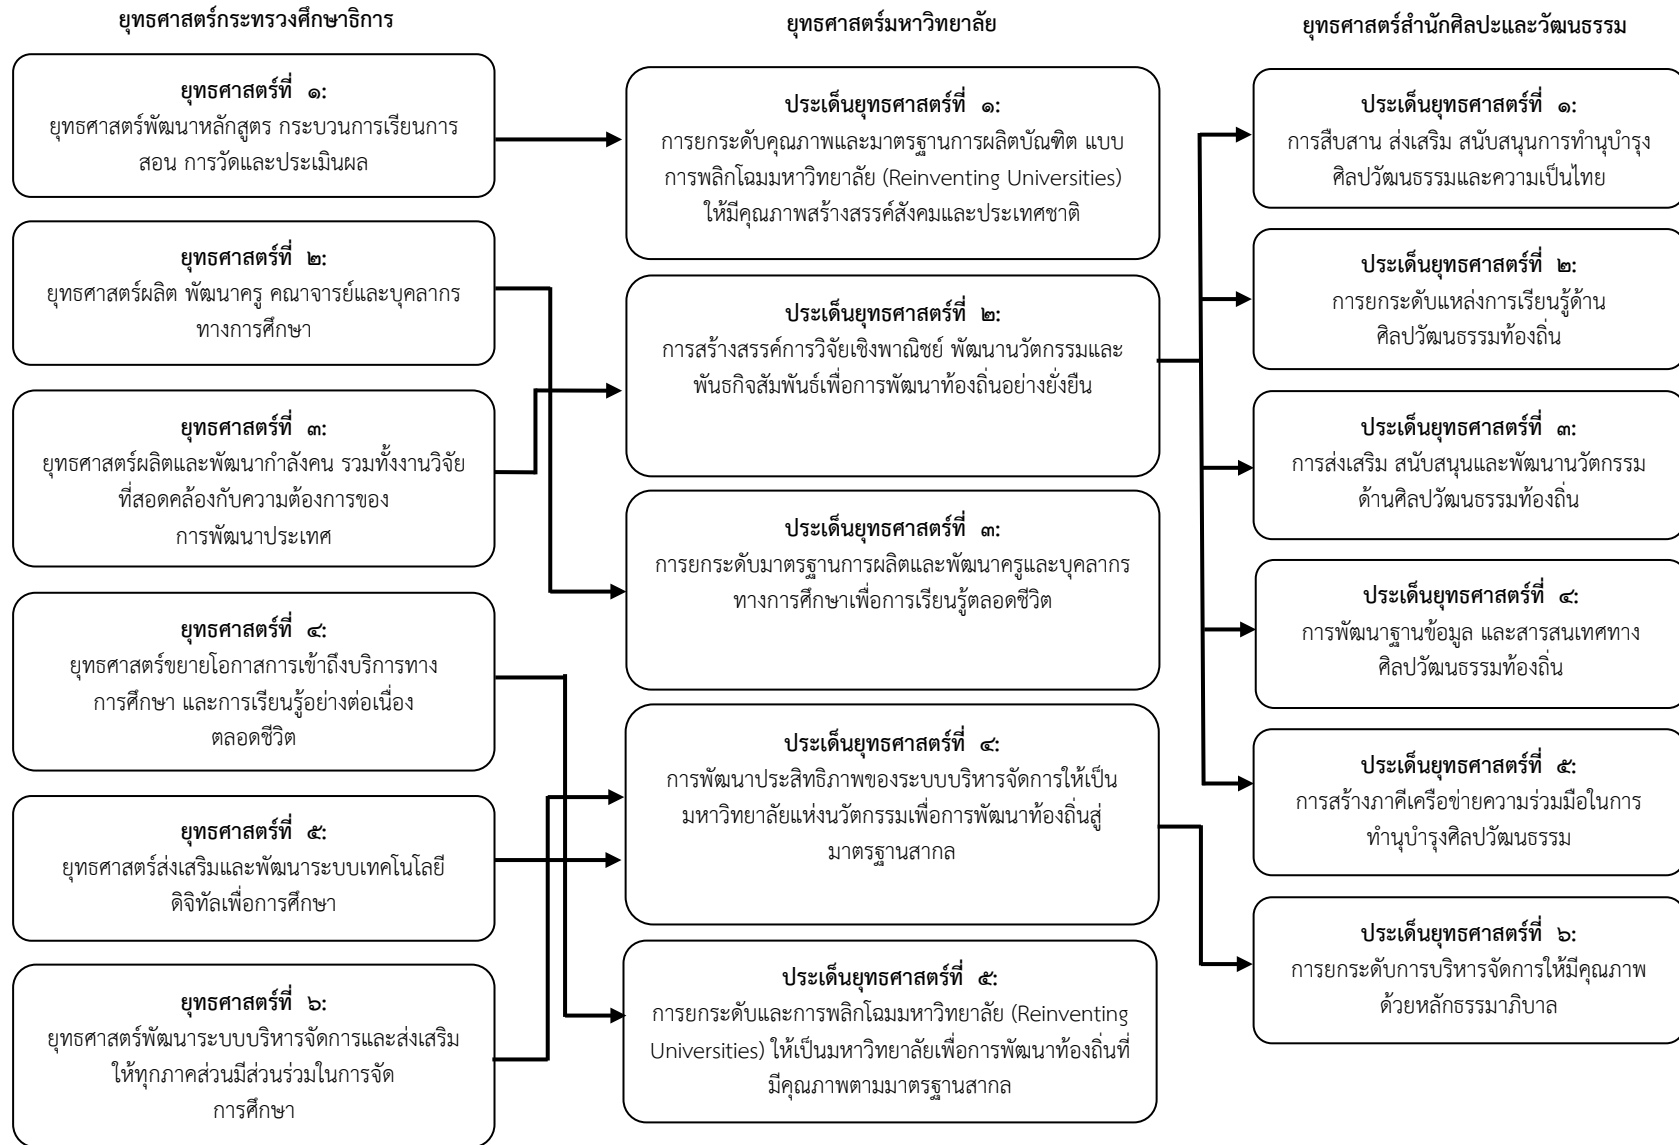 ยุทธศาสตร์กระทรวงศึกษาธิการ
ยุทธศาสตร์ที่ ๑:
ยุทธศาสตร์พัฒนาหลักสูตร กระบวนการเรียนการ
สอน การวัดและประเมินผล
ยุทธศาสตร์ที่ ๒:
ยุทธศาสตร์ผลิต พัฒนาครู คณาจารย์และบุคลากร
ทางการศึกษา
ยุทธศาสตร์ที่ ๓:
ยุทธศาสตร์ผลิตและพัฒนากำลังคน รวมทั้งงานวิจัย
ที่สอดคล้องกับความต้องการของ
การพัฒนาประเทศ
ยุทธศาสตร์ที่ ๔:
ยุทธศาสตร์ขยายโอกาสการเข้าถึงบริการทาง
การศึกษา และการเรียนรู้อย่างต่อเนื่อง
ตลอดชีวิต
ยุทธศาสตร์ที่ ๕:
ยุทธศาสตร์ส่งเสริมและพัฒนาระบบเทคโนโลยี
ดิจิทัลเพื่อการศึกษา
ยุทธศาสตร์ที่ ๖:
ยุทธศาสตร์พัฒนาระบบบริหารจัดการและส่งเสริม
ให้ทุกภาคส่วนมีส่วนร่วมในการจัด
การศึกษา
ยุทธศาสตร์มหาวิทยาลัย
ประเด็นยุทธศาสตร์ที่ ๑:
การยกระดับคุณภาพและมาตรฐานการผลิตบัณฑิต แบบ
การพลิกโฉมมหาวิทยาลัย (Reinventing Universities)
ให้มีคุณภาพสร้างสรรค์สังคมและประเทศชาติ
ประเด็นยุทธศาสตร์ที่ ๒:
การสร้างสรรค์การวิจัยเชิงพาณิชย์ พัฒนานวัตกรรมและ
พันธกิจสัมพันธ์เพื่อการพัฒนาท้องถิ่นอย่างยั่งยืน
ประเด็นยุทธศาสตร์ที่ ๓:
การยกระดับมาตรฐานการผลิตและพัฒนาครูและบุคลากร
ทางการศึกษาเพื่อการเรียนรู้ตลอดชีวิต
ประเด็นยุทธศาสตร์ที่ ๔:
การพัฒนาประสิทธิภาพของระบบบริหารจัดการให้เป็น
มหาวิทยาลัยแห่งนวัตกรรมเพื่อการพัฒนาท้องถิ่นสู่
มาตรฐานสากล
ประเด็นยุทธศาสตร์ที่ ๕:
การยกระดับและการพลิกโฉมมหาวิทยาลัย (Reinventing
Universities) ให้เป็นมหาวิทยาลัยเพื่อการพัฒนาท้องถิ่นที่
มีคุณภาพตามมาตรฐานสากล
ยุทธศาสตร์สำนักศิลปะและวัฒนธรรม
ประเด็นยุทธศาสตร์ที่ ๑:
การสืบสาน ส่งเสริม สนับสนุนการทำนุบำรุง
ศิลปวัฒนธรรมและความเป็นไทย
ประเด็นยุทธศาสตร์ที่ ๒:
การยกระดับแหล่งการเรียนรู้ด้าน
ศิลปวัฒนธรรมท้องถิ่น
ประเด็นยุทธศาสตร์ที่ ๓:
การส่งเสริม สนับสนุนและพัฒนานวัตกรรม
ด้านศิลปวัฒนธรรมท้องถิ่น
ประเด็นยุทธศาสตร์ที่ ๔:
การพัฒนาฐานข้อมูล และสารสนเทศทาง
ศิลปวัฒนธรรมท้องถิ่น
ประเด็นยุทธศาสตร์ที่ ๕:
การสร้างภาคีเครือข่ายความร่วมมือในการ
ทำนุบำรุงศิลปวัฒนธรรม
ประเด็นยุทธศาสตร์ที่ ๖:
การยกระดับการบริหารจัดการให้มีคุณภาพ
ด้วยหลักธรรมาภิบาล